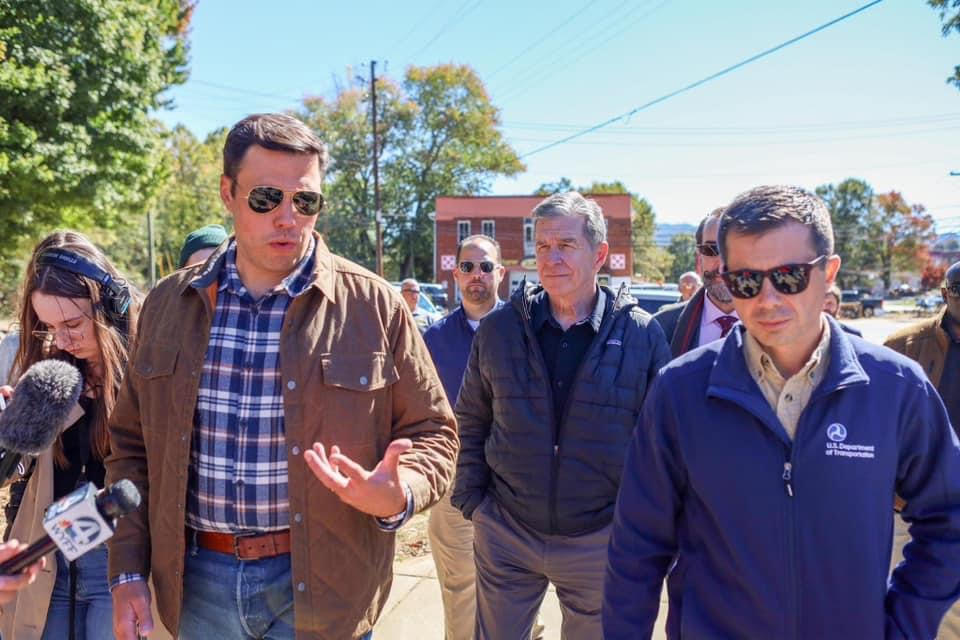 WYFF
4
U.S. Department
of Transportation